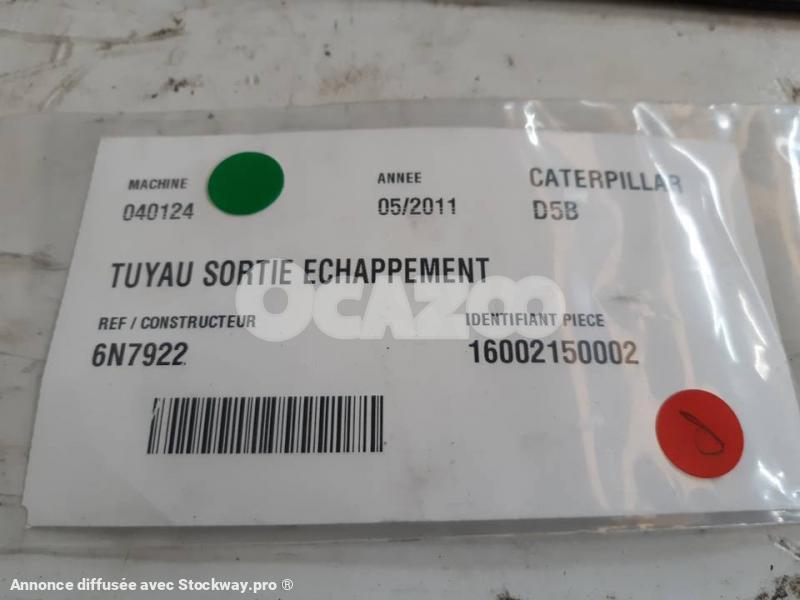 MACHINE
040124
ANNEE
05/2011
CATERPILLAR
D5B
TUYAU SORTIE ECHAPPEMENT
OCAZOO
REF / CONSTRUCTEUR
6N7922
IDENTIFIANT PIECE
16002150002
Annonce diffusée avec Stockway.pro ®